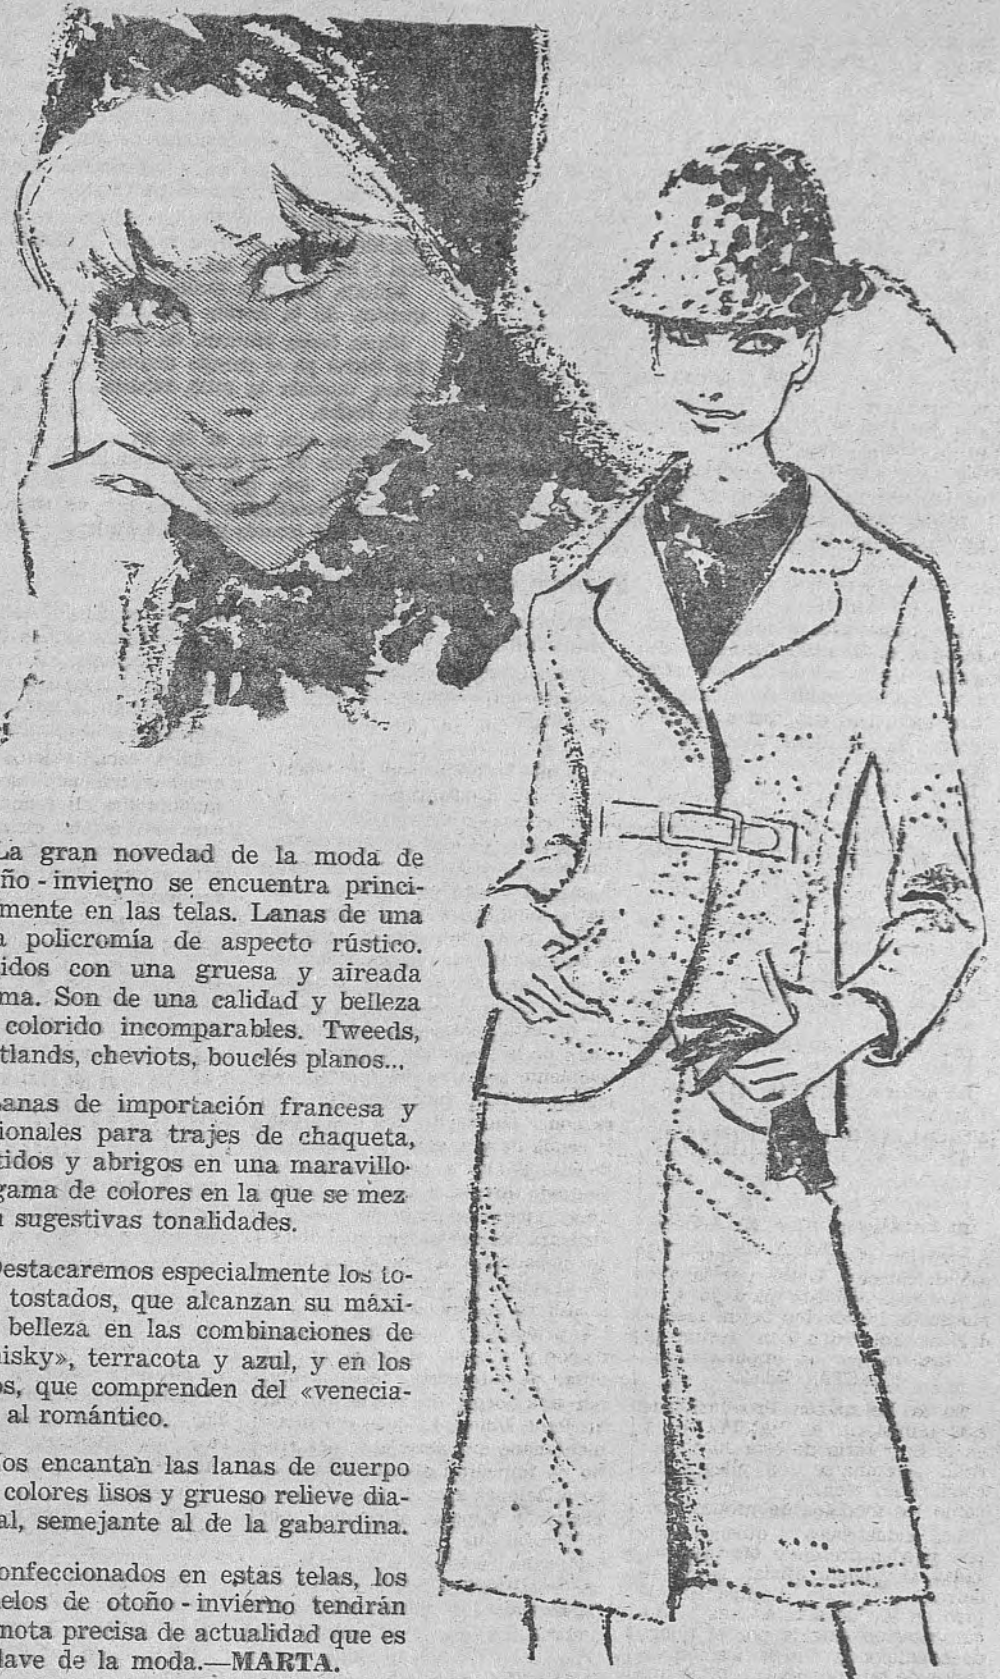 La gran novedad de la moda de
ño - invierno se encuentra princi-
mente en las telas. Lanas de una
a policromía de aspecto rústico.
idos con una gruesa y aireada
ma. Son de una calidad y belleza
colorido incomparables. Tweeds,
tlands, cheviots, bouclés planos...
anas de importación francesa y
ionales para trajes de chaqueta,
tidos y abrigos en una maravillo-
gama de colores en la que se mez
n sugestivas tonalidades.
Destacaremos especialmente los to-
tostados, que alcanzan su máxi-
belleza en las combinaciones de
isky», terracota y azul, y en los
os, que comprenden del «venecia-
al romántico.
os encantan las lanas de cuerpo
colores lisos y grueso relieve dia-
al, semejante al de la gabardina.
onfeccionados en estas telas, los
elos de otoño - invierno tendrán
nota precisa de actualidad que es
lave de la moda.—MARTA.